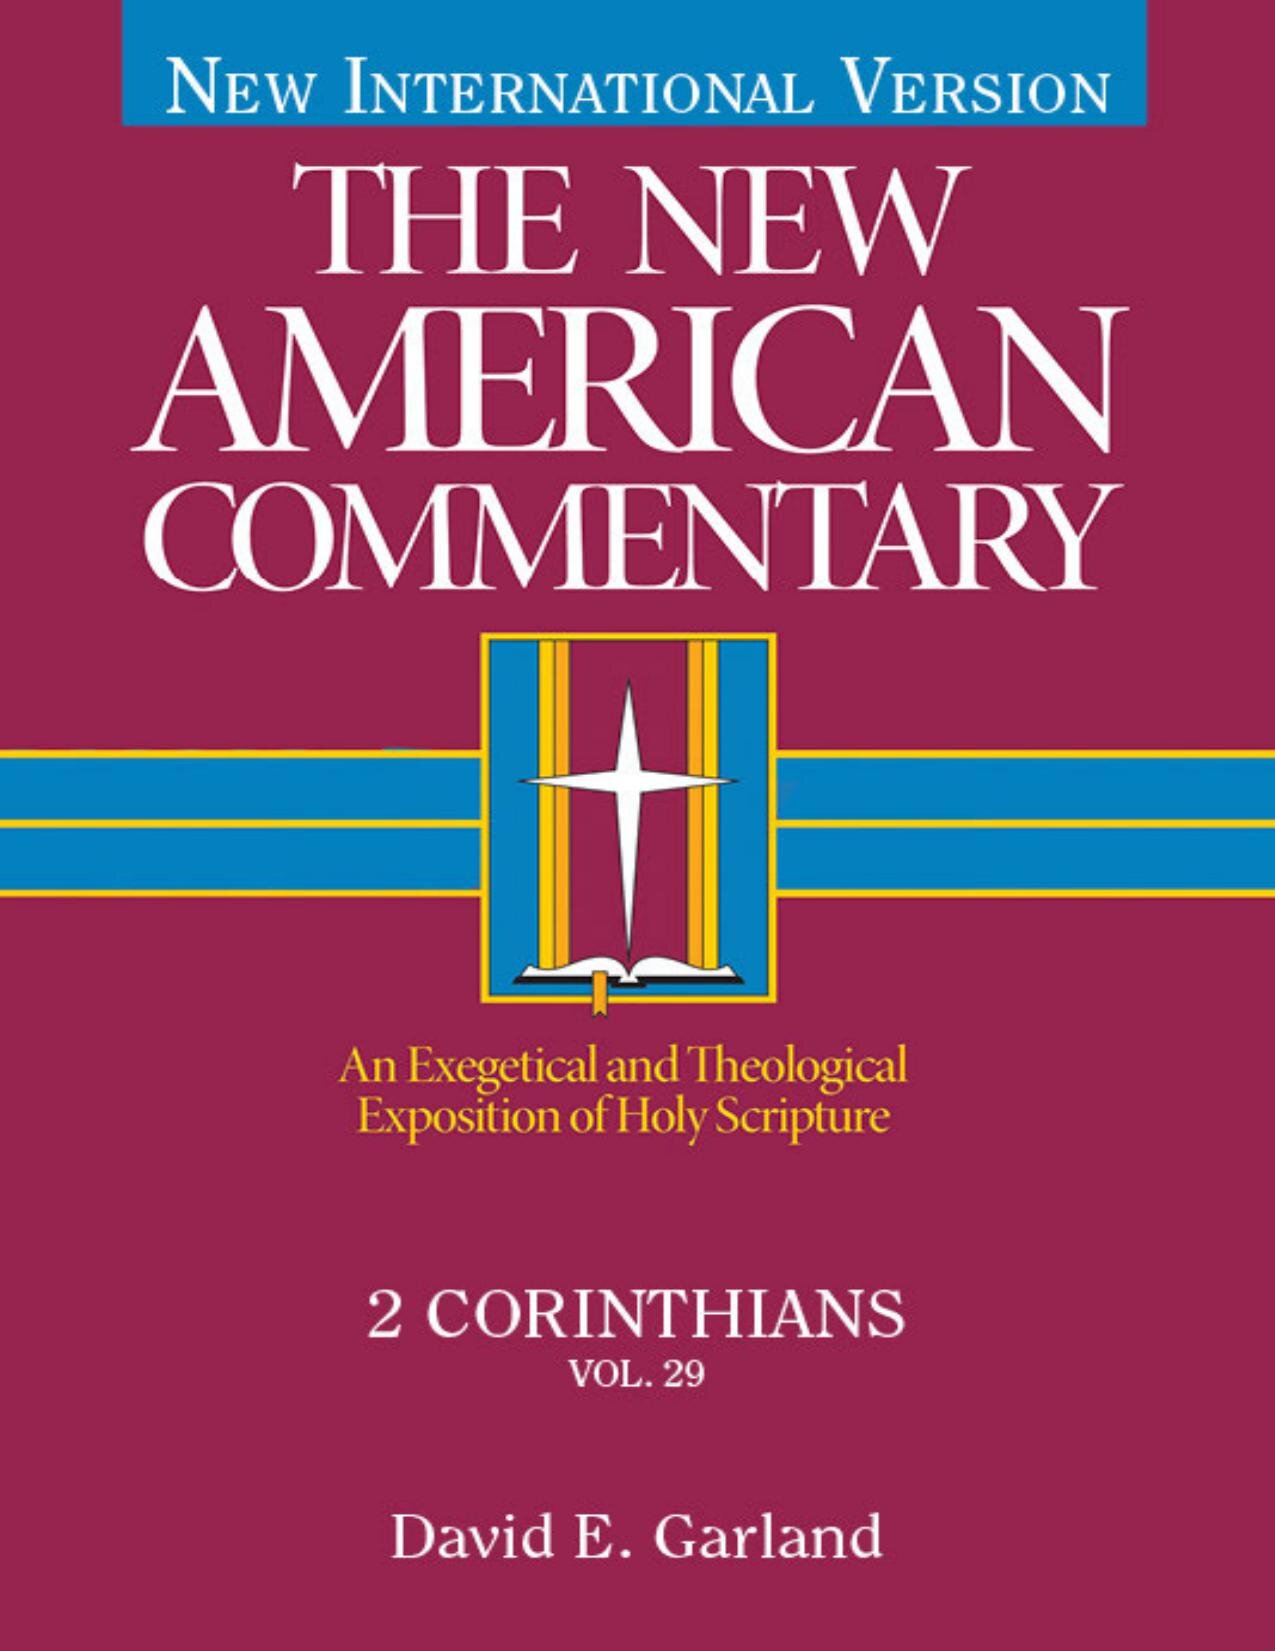 NEW INTERNATIONAL VERSION
THE NEW
AMERICAN
COMMENTARY
An Exegetical and Theological
Exposition of Holy Scripture
2 CORINTHIANS
VOL. 29
David E. Garland